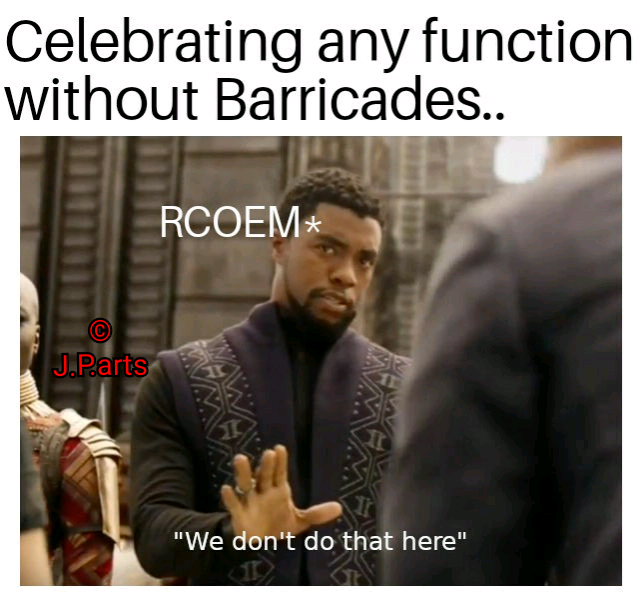 Celebrating any function
without Barricades..
RCOEM*
©
J.P.arts
"We don't do that here"